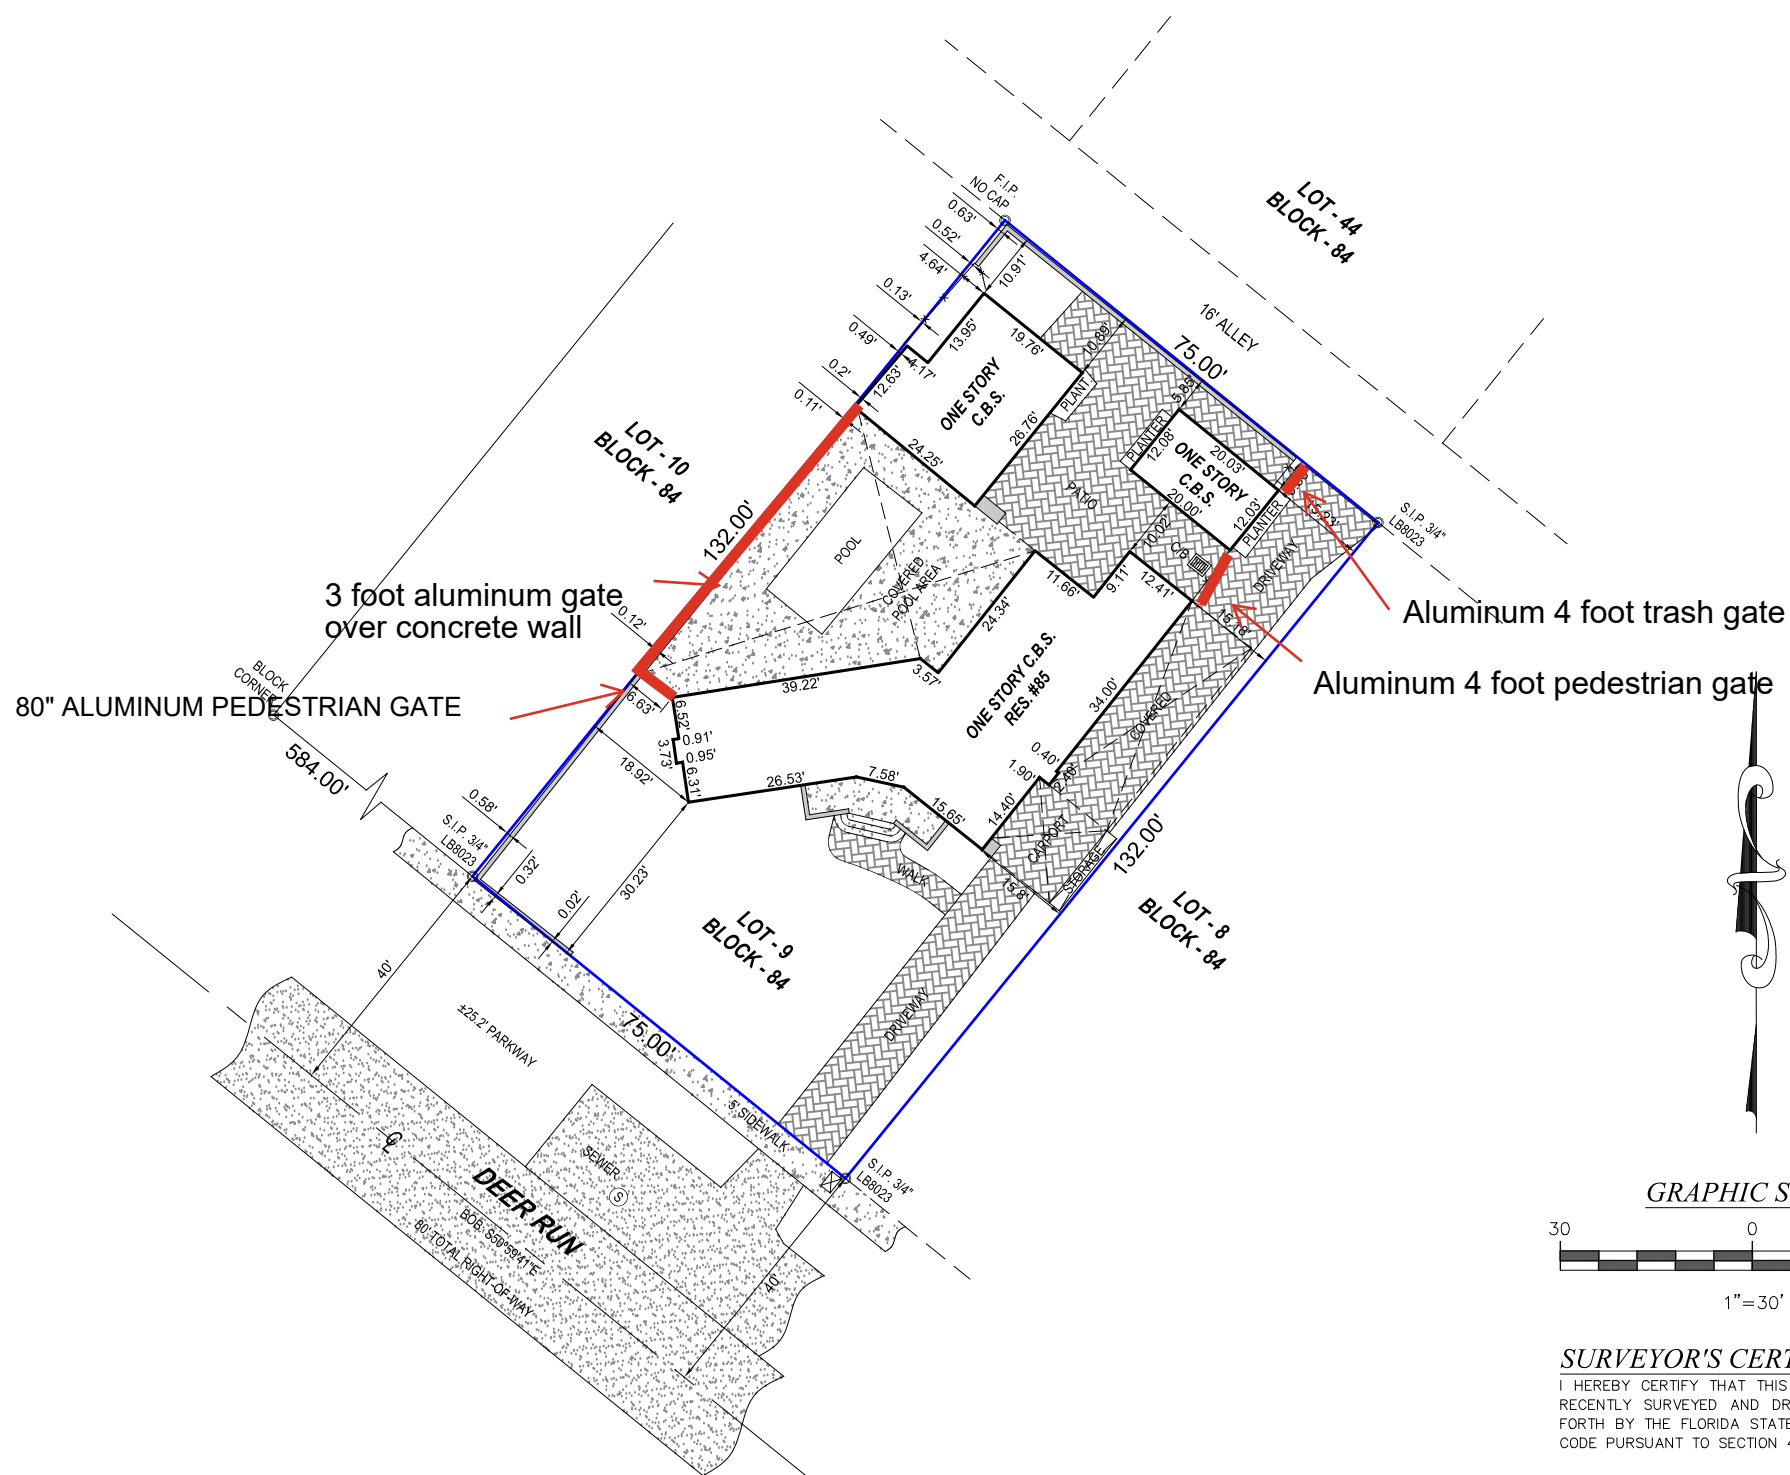 LOT - 44
BLOCK - 84
F.I.P.
NO CAP
0.63'
0.52'
4.64'
10.91'
0.13'
0.49'
0.2'
0.11'
13.95'
19.76'
4.17'
12.63'
10.89'
16' ALLEY
75.00'
5.85'
ONE STORY
C.B.S.
PLANT.
26.76'
24.25'
PLANTER
12.08'
ONE STORY
C.B.S.
20.03'
20.00'
12.03'
PLANTER
15.23'
S.I.P. 3/4"
LB8023
LOT - 10
BLOCK - 84
132.00'
PATIO
POOL
COVERED
POOL AREA
10.02'
C/B
DRIVEWAY
11.66'
9.11'
12.41'
15.18'
24.34'
3 foot aluminum gate
over concrete wall
0.12'
Aluminum 4 foot trash gate
Aluminum 4 foot pedestrian gate
BLOCK
CORNER
80" ALUMINUM PEDESTRIAN GATE
6.63'
39.22'
3.57'
ONE STORY C.B.S.
RES. #85
34.00'
COVERED
6.52'
0.91'
3.73'
0.95'
6.31'
18.92'
26.53'
7.58'
15.65'
0.40'
1.90'
2.40'
14.40'
CARPORT
STORAGE
132.00'
584.00'
0.58'
S.I.P. 3/4"
LB8023
0.32'
0.02'
30.23'
WALK
15.8'
LOT - 9
BLOCK - 84
LOT - 8
BLOCK - 84
DRIVEWAY
40'
±25.2' PARKWAY
75.00'
5' SIDEWALK
SEWER
S
S.I.P. 3/4"
LB8023
DEER RUN
BOB. S50°59'41"E
80' TOTAL RIGHT-OF-WAY
40'
GRAPHIC S
30
0
1"=30'
SURVEYOR'S CERT
I HEREBY CERTIFY THAT THIS
RECENTLY SURVEYED AND DR
FORTH BY THE FLORIDA STATE
CODE PURSUANT TO SECTION 4